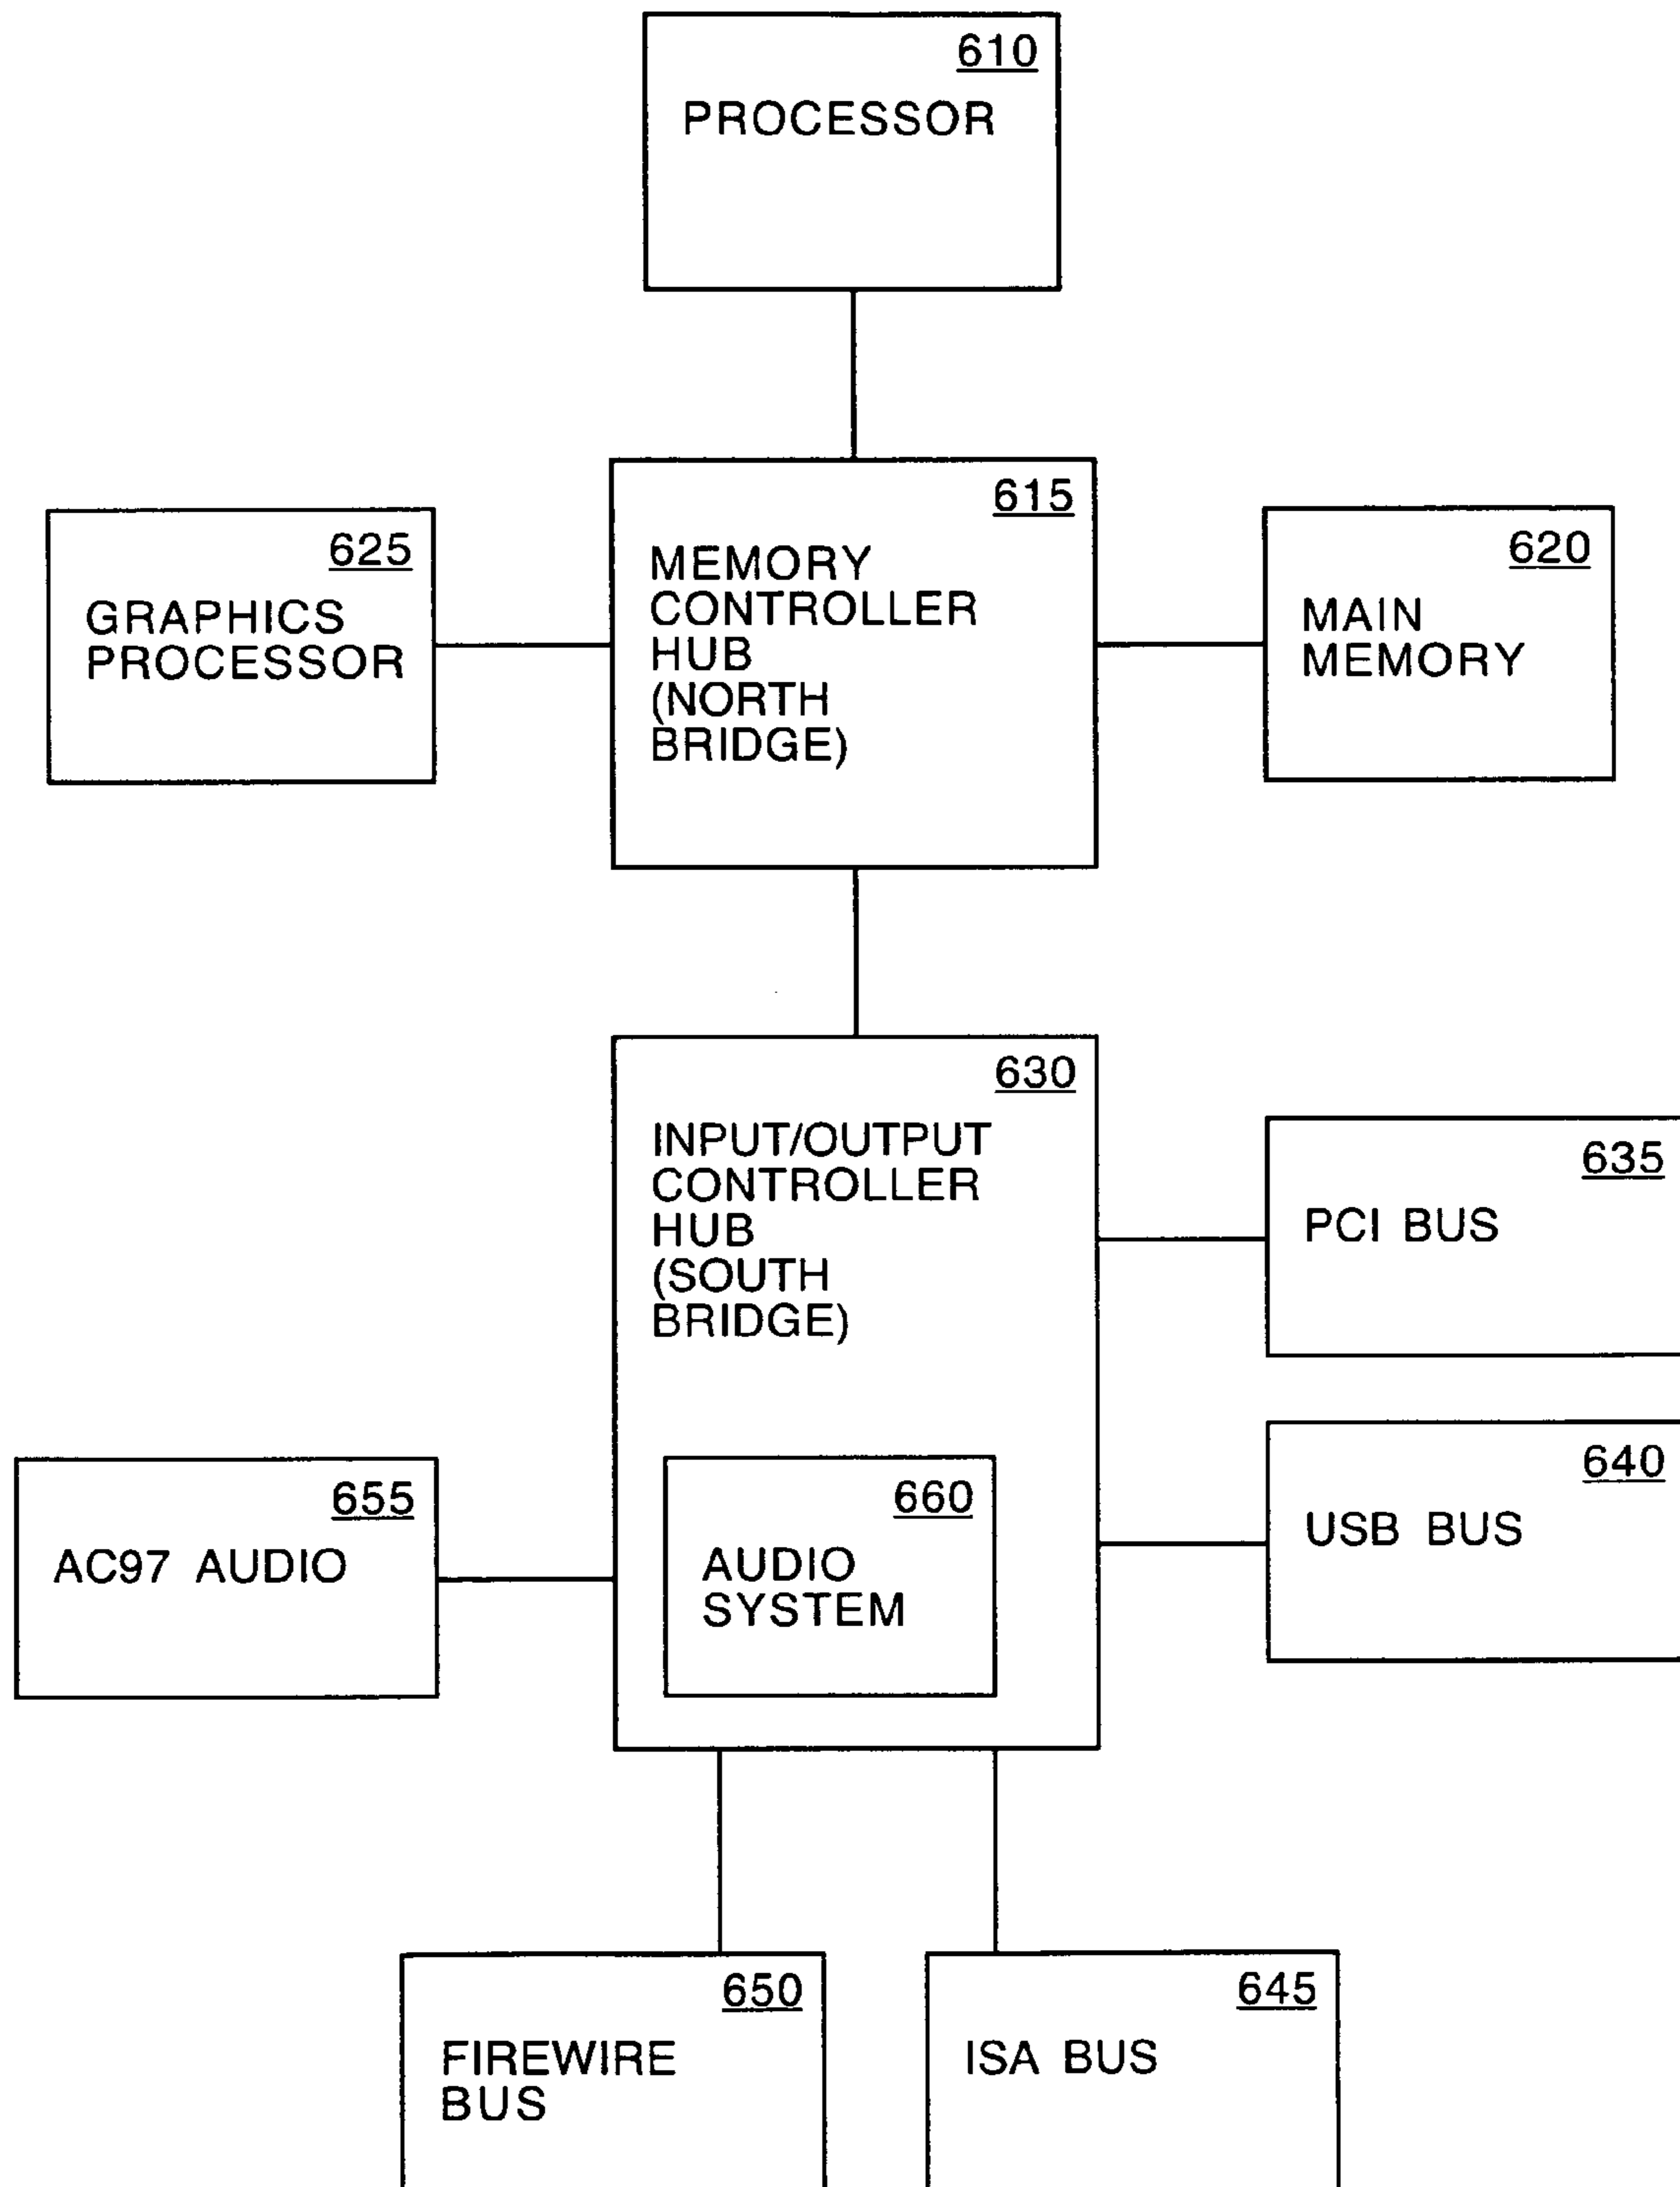 610
PROCESSOR
615
MEMORY
CONTROLLER
HUB
(NORTH
BRIDGE)
625
GRAPHICS
PROCESSOR
620
MAIN
MEMORY
630
INPUT/OUTPUT
CONTROLLER
HUB
(SOUTH
BRIDGE)
635
PCI BUS
640
USB BUS
655
AC97 AUDIO
660
AUDIO
SYSTEM
650
FIREWIRE
BUS
645
ISA BUS